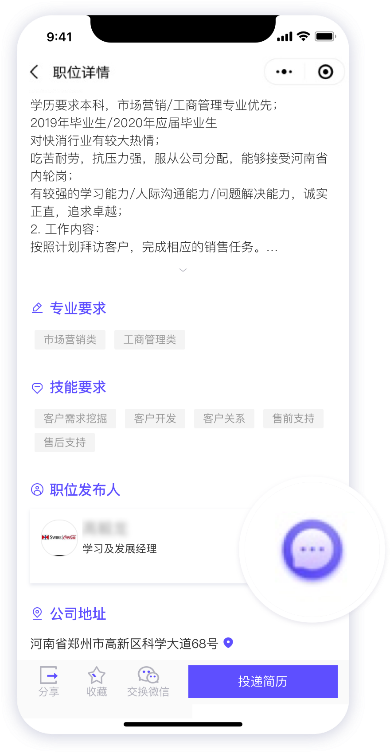 9:41
职位详情
学历要求本科，市场营销/工商管理专业优先；
2019年毕业生/2020年应届毕业生
对快消行业有较大热情；
吃苦耐劳，抗压力强，服从公司分配，能够接受河南省
内轮岗；
有较强的学习能力/人际沟通能力/问题解决能力，诚实
正直，追求卓越；
2. 工作内容：
按照计划拜访客户，完成相应的销售任务。...
专业要求
市场营销类 工商管理类
技能要求
客户需求挖掘 客户开发 客户关系 售前支持
售后支持
职位发布人
学习及发展经理
公司地址
河南省郑州市高新区科学大道68号
分享 收藏 交换微信 投递简历